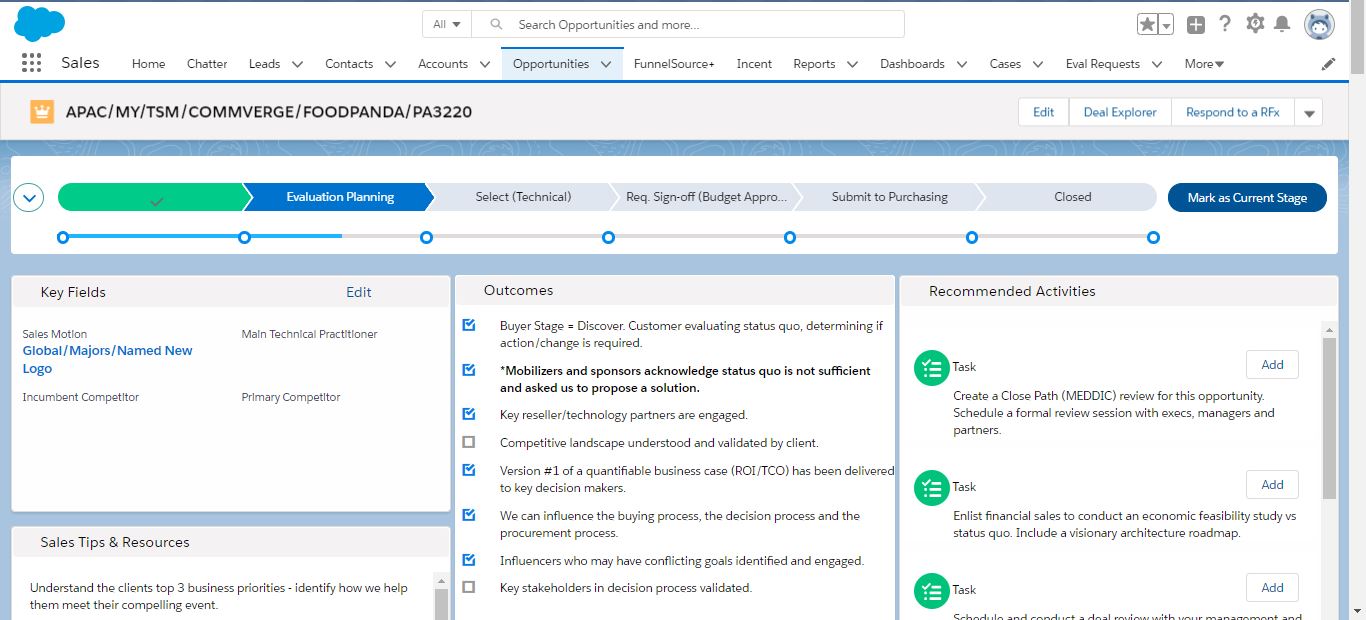 All
Search Opportunities and more...
Sales
Home
Chatter
Leads
Contacts
Accounts
Opportunities
FunnelSource+
Incent
Reports
Dashboards
Cases
Eval Requests
More
APAC/MY/TSM/COMMVERGE/FOODPANDA/PA3220
Edit
Deal Explorer
Respond to a RFx
Evaluation Planning
Select (Technical)
Req. Sign-off (Budget Appro...
Submit to Purchasing
Closed
Mark as Current Stage
Key Fields
Edit
Sales Motion
Global/Majors/Named New
Logo
Main Technical Practitioner
Incumbent Competitor
Primary Competitor
Sales Tips & Resources
Understand the clients top 3 business priorities - identify how we help
them meet their compelling event.
Outcomes
Buyer Stage = Discover. Customer evaluating status quo, determining if
action/change is required.
*Mobilizers and sponsors acknowledge status quo is not sufficient
and asked us to propose a solution.
Key reseller/technology partners are engaged.
Competitive landscape understood and validated by client.
Version #1 of a quantifiable business case (ROI/TCO) has been delivered
to key decision makers.
We can influence the buying process, the decision process and the
procurement process.
Influencers who may have conflicting goals identified and engaged.
Key stakeholders in decision process validated.
Recommended Activities
Task
Add
Create a Close Path (MEDDIC) review for this opportunity.
Schedule a formal review session with execs, managers and
partners.
Task
Add
Enlist financial sales to conduct an economic feasibility study vs
status quo. Include a visionary architecture roadmap.
Task
Add
Schedule and conduct a deal review with your management and